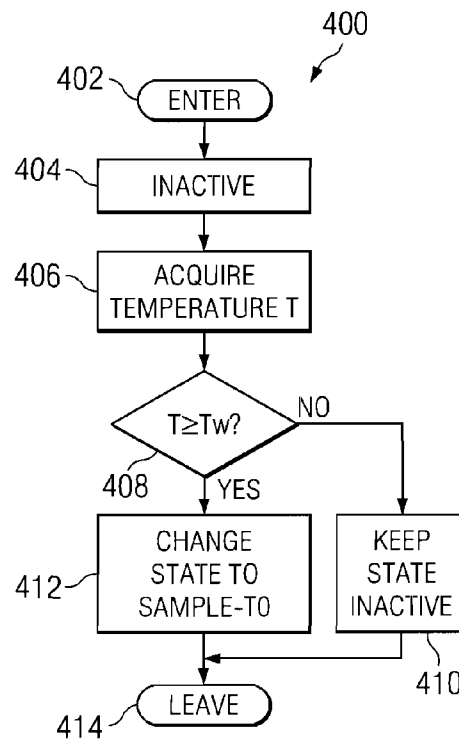 400
402
ENTER
404
INACTIVE
406
ACQUIRE
TEMPERATURE T
T≥Tw?
NO
408
YES
412
CHANGE
STATE TO
SAMPLE-T0
KEEP
STATE
INACTIVE
410
414
LEAVE